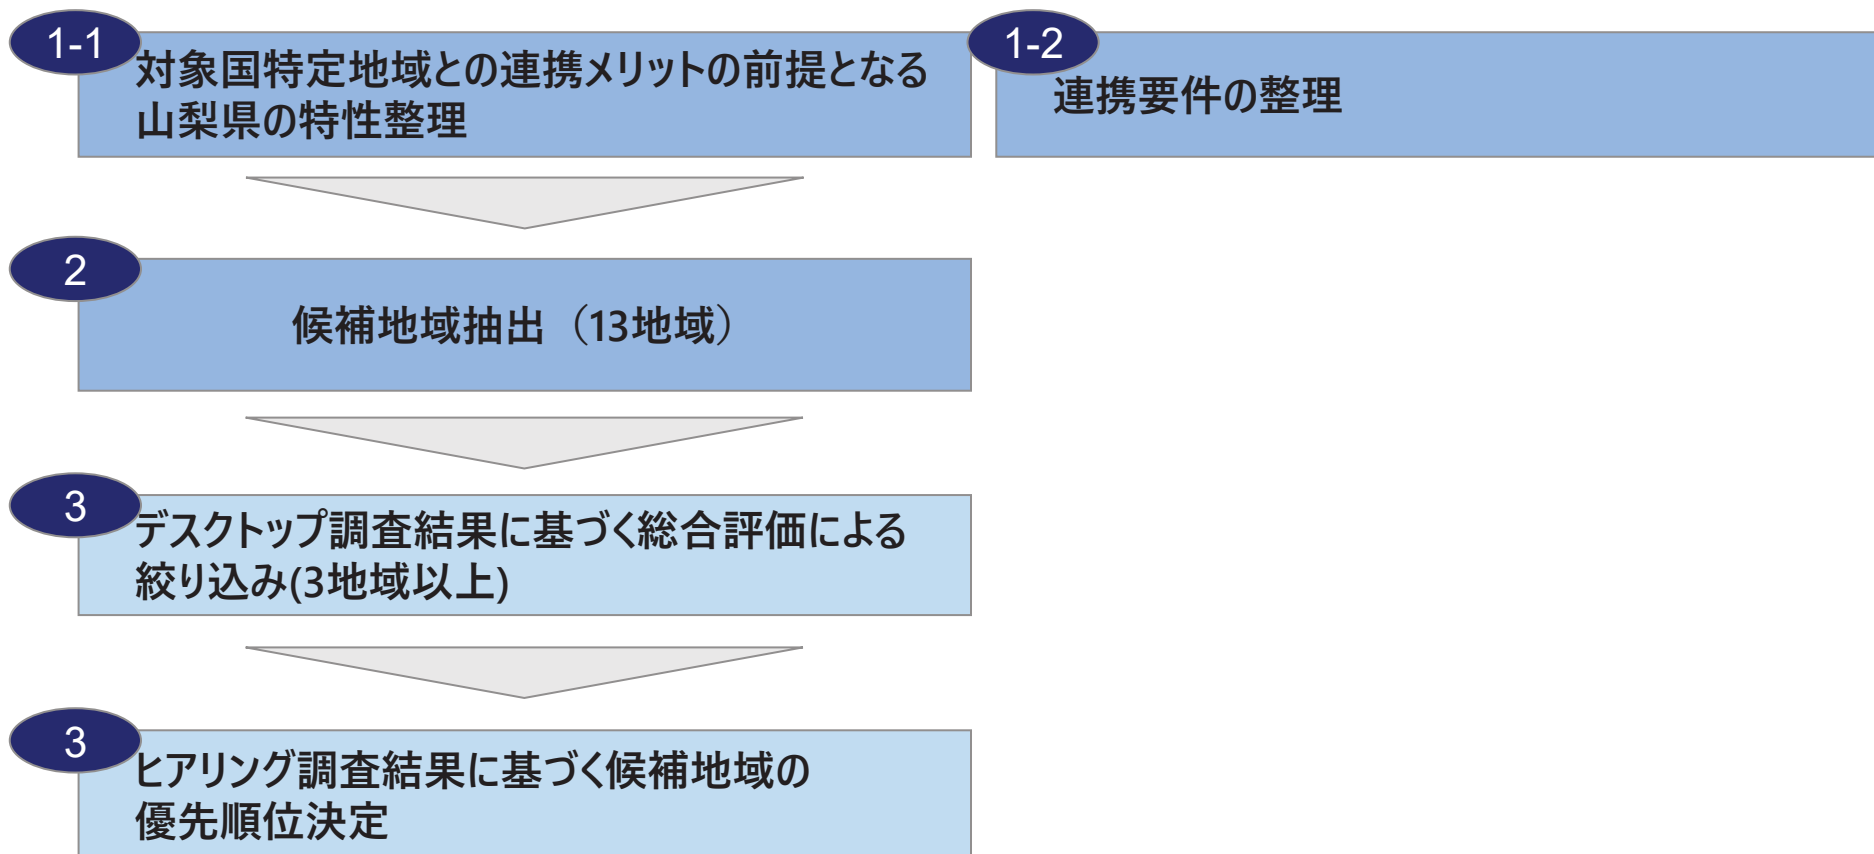 1-1
対象国特定地域との連携メリットの前提となる
山梨県の特性整理
1-2
連携要件の整理
2
候補地域抽出（13地域）
3
デスクトップ調査結果に基づく総合評価による
絞り込み(3地域以上)
3
ヒアリング調査結果に基づく候補地域の
優先順位決定